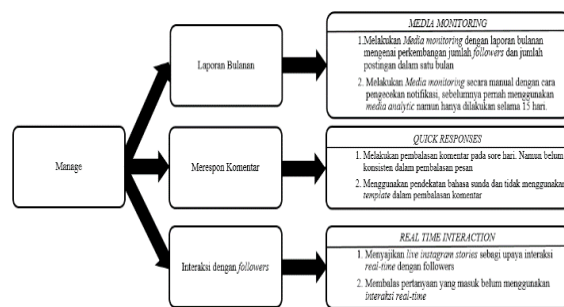 Manage
Laporan Bulanan
MEDIA MONITORING
1.Melakukan Media monitoring dengan laporan bulanan
mengenai perkembangan jumlah followers dan jumlah
postingan dalam satu bulan
2. Melakukan Media monitoring secara manual dengan cara
pengecekan notifikasi, sebelumnya pernah menggunakan
media analytic namun hanya dilakukan selama 15 hari.
Merespon Komentar
QUICK RESPONSES
1. Melakukan pembalasan komentar pada sore hari. Namun belum
konsisten dalam pembalasan pesan
2. Menggunakan pendekatan bahasa sunda dan tidak menggunakan
template dalam pembalasan komentar
Interaksi dengan followers
REAL TIME INTERACTION
1. Menyajikan live instagram stories sebagi upaya interaksi
real-time dengan followers
2. Membulas pertanyaan yang masuk belum menggunakan
interaksi real-time